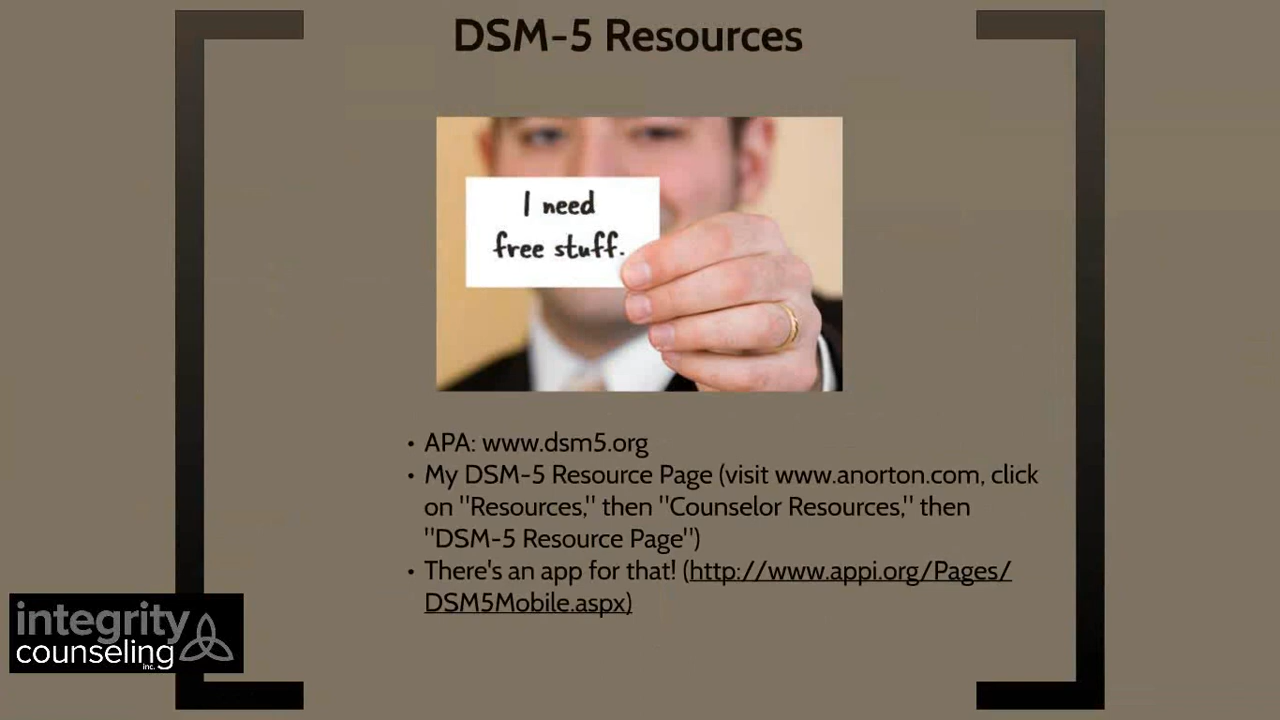 DSM-5 Resources
I need
free stuff.
• APA: www.dsm5.org
• My DSM-5 Resource Page (visit www.anorton.com, click
on "Resources," then "Counselor Resources," then
"DSM-5 Resource Page")
• There's an app for that! (http://www.appi.org/Pages/
DSM5Mobile.aspx)
integrity
counseling
inc.